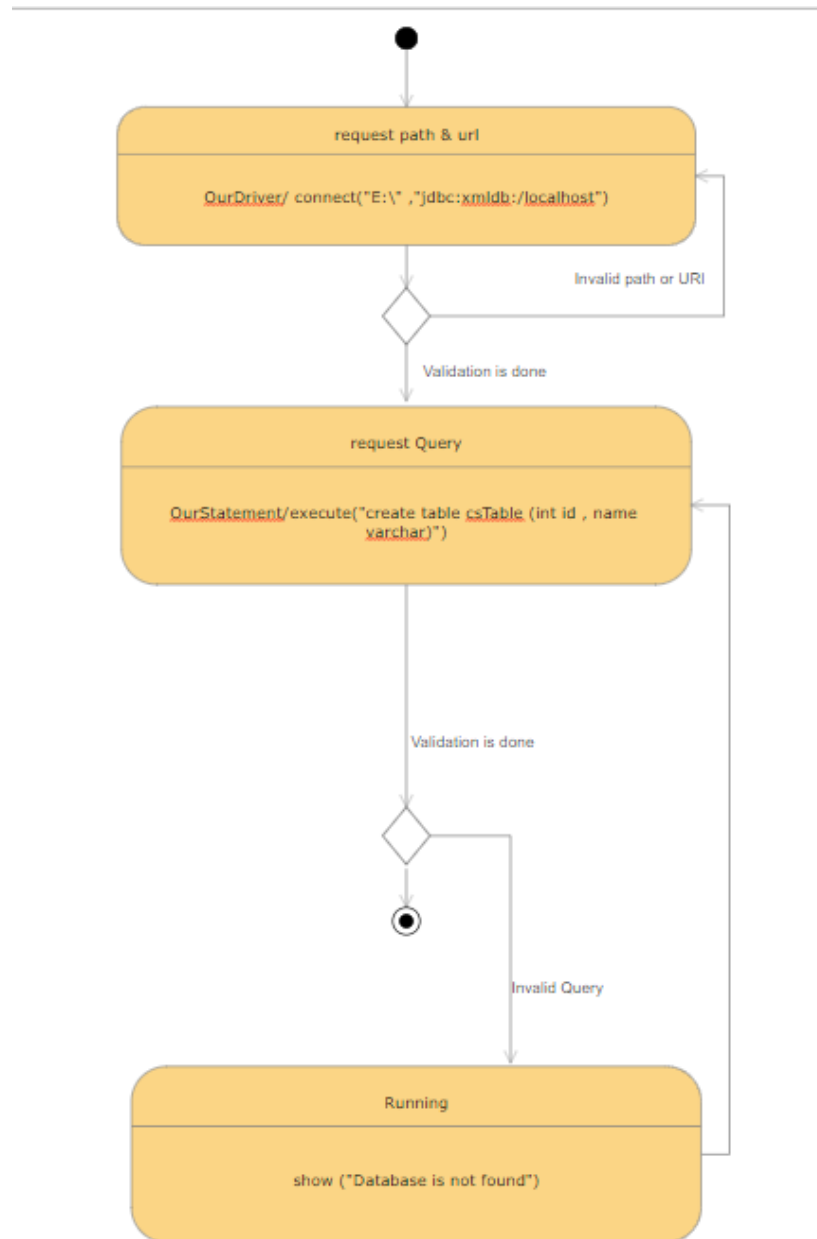 request path & url
OurDriver/ connect("E:\" ,"jdbc:xmldb:/localhost")
Invalid path or URI
Validation is done
request Query
OurStatement/execute("create table csTable (int id , name
varchar)")
Validation is done
Invalid Query
Running
show ("Database is not found")